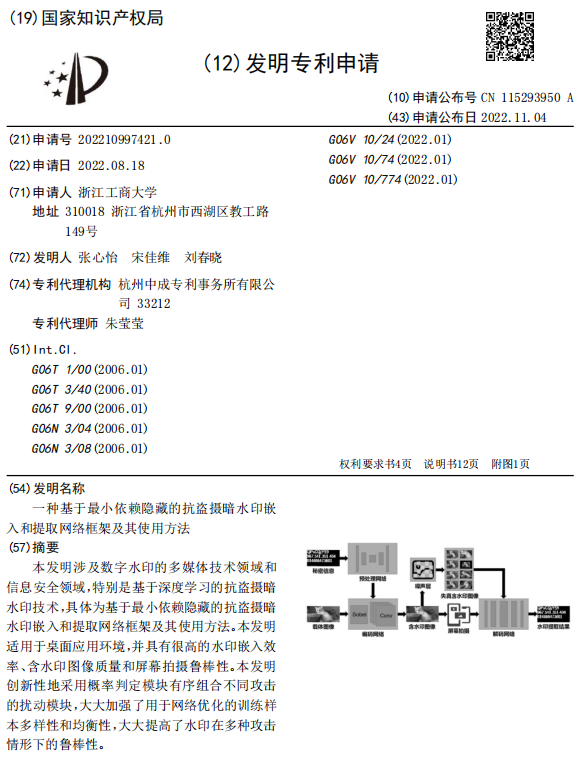 (19)国家知识产权局
(12)发明专利申请
(10)申请公布号 CN 115293950 A
(43)申请公布日 2022.11.04
(21)申请号 202210997421.0
(22)申请日 2022.08.18
(71)申请人 浙江工商大学
地址 310018 浙江省杭州市西湖区教工路
149号
(72)发明人 张心怡 宋佳维 刘春晓
(74)专利代理机构 杭州中成专利事务所有限公
司 33212
专利代理师 朱莹莹
(51)Int.Cl.
G06T 1/00(2006.01)
G06T 3/40(2006.01)
G06T 9/00(2006.01)
G06N 3/04(2006.01)
G06N 3/08(2006.01)
G06V 10/24(2022.01)
G06V 10/74(2022.01)
G06V 10/774(2022.01)
权利要求书4页 说明书12页 附图1页
(54)发明名称
一种基于最小依赖隐藏的抗盗摄暗水印嵌
入和提取网络框架及其使用方法
(57)摘要
本发明涉及数字水印的多媒体技术领域和
信息安全领域,特别是基于深度学习的抗盗摄暗
水印技术,具体为基于最小依赖隐藏的抗盗摄暗
水印嵌入和提取网络框架及其使用方法。本发明
适用于桌面应用环境,并具有很高的水印嵌入效
率、含水印图像质量和屏幕拍摄鲁棒性。本发明
创新性地采用概率判定模块有序组合不同攻击
的扰动模块,大大加强了用于网络优化的训练样
本多样性和均衡性,大大提高了水印在多种攻击
情形下的鲁棒性。
秘密信息
预处理网络
噪声层
失真含水印图像
Sobel
Conv
载体图像
编码网络
含水印图像
屏幕拍摄
解码网络
水印提取结果